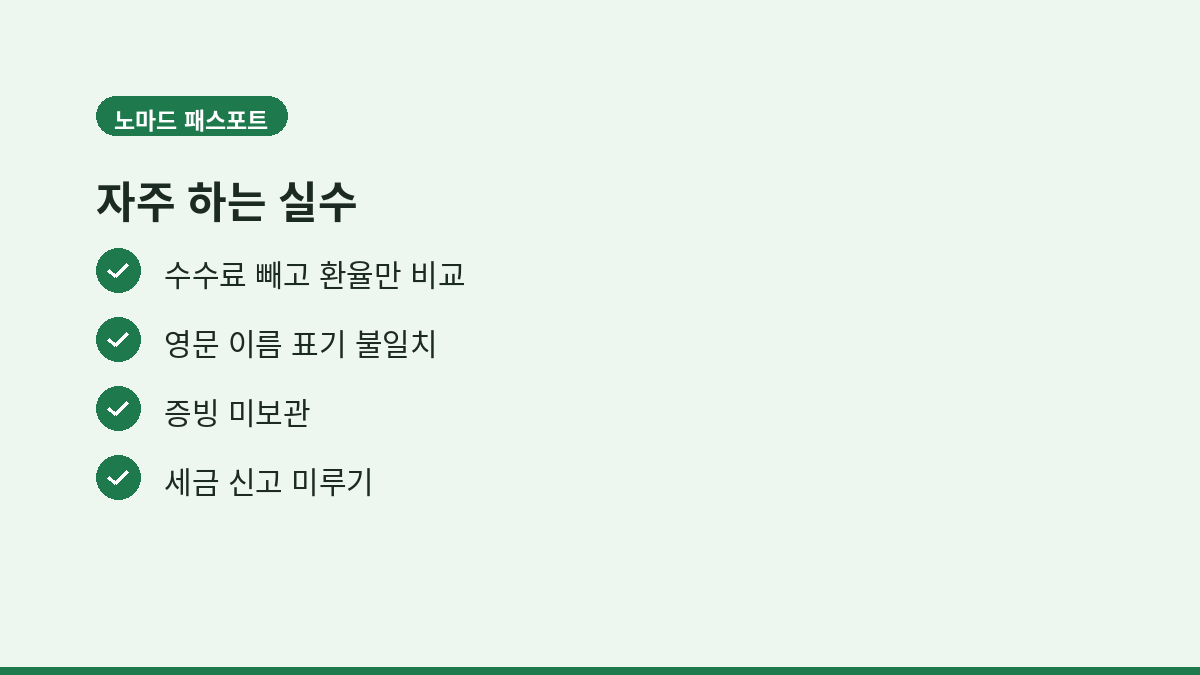 노마드 패스포트
자주 하는 실수
수수료 빼고 환율만 비교
영문 이름 표기 불일치
증빙 미보관
세금 신고 미루기